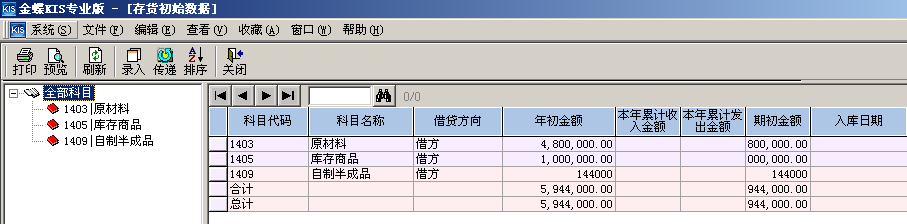 金蝶KIS专业版 - [存货初始数据]
KIS 系统(S) 文件(F) 编辑(E) 查看(V) 收藏(A) 窗口(W) 帮助(H)
打印 预览 刷新 录入 传递 排序 关闭
全部科目
1403|原材料
1405|库存商品
1409|自制半成品
0/0
科目代码 科目名称 借贷方向 年初金额 本年累计收入金额 本年累计发出金额 期初金额 入库日期
1403 原材料 借方 4,800,000.00 800,000.00
1405 库存商品 借方 1,000,000.00 000,000.00
1409 自制半成品 借方 144000 144000
合计 5,944,000.00 944,000.00
总计 5,944,000.00 944,000.00